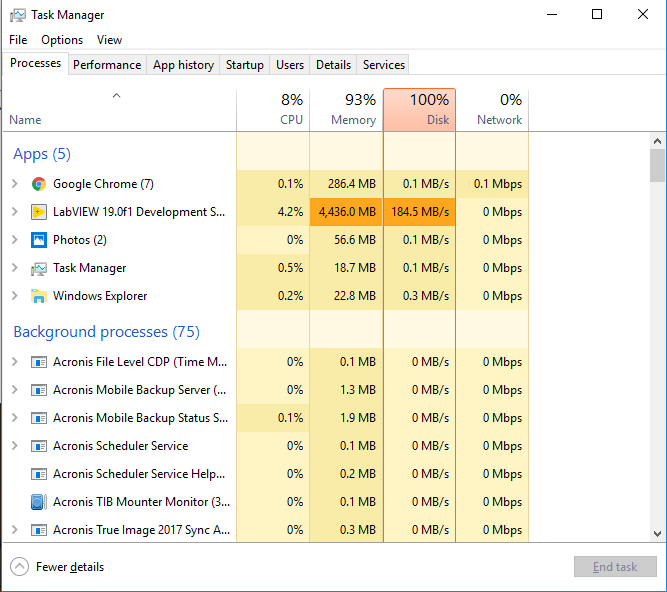 Task Manager
File Options View
Processes Performance App history Startup Users Details Services
8% 93% 100% 0%
Name CPU Memory Disk Network
Apps (5)
Google Chrome (7) 0.1% 286.4 MB 0.1 MB/s 0.1 Mbps
LabVIEW 19.0f1 Development S... 4.2% 4,436.0 MB 184.5 MB/s 0 Mbps
Photos (2) 0% 56.6 MB 0.1 MB/s 0 Mbps
Task Manager 0.5% 18.7 MB 0.1 MB/s 0 Mbps
Windows Explorer 0.2% 22.8 MB 0.3 MB/s 0 Mbps
Background processes (75)
Acronis File Level CDP (Time M... 0% 0.1 MB 0 MB/s 0 Mbps
Acronis Mobile Backup Server (... 0% 1.3 MB 0 MB/s 0 Mbps
Acronis Mobile Backup Status S... 0.1% 1.9 MB 0 MB/s 0 Mbps
Acronis Scheduler Service 0% 0.1 MB 0 MB/s 0 Mbps
Acronis Scheduler Service Help... 0% 0.2 MB 0 MB/s 0 Mbps
Acronis TIB Mounter Monitor (3... 0% 0.1 MB 0 MB/s 0 Mbps
Acronis True Image 2017 Sync A... 0% 0.3 MB 0 MB/s 0 Mbps
Fewer details End task